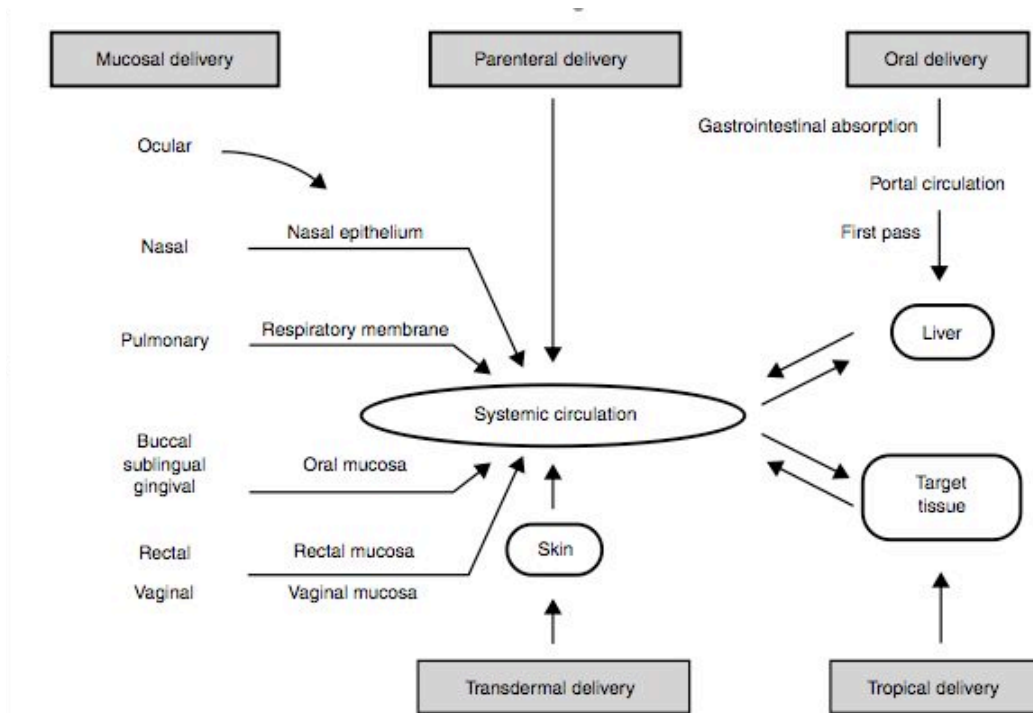 Mucosal delivery
Parenteral delivery
Oral delivery
Gastrointestinal absorption
Ocular
Portal circulation
Nasal
Nasal epithelium
First pass
Pulmonary
Respiratory membrane
Liver
Systemic circulation
Buccal
sublingual
gingival
Oral mucosa
Target
tissue
Rectal
Rectal mucosa
Skin
Vaginal
Vaginal mucosa
Transdermal delivery
Tropical delivery